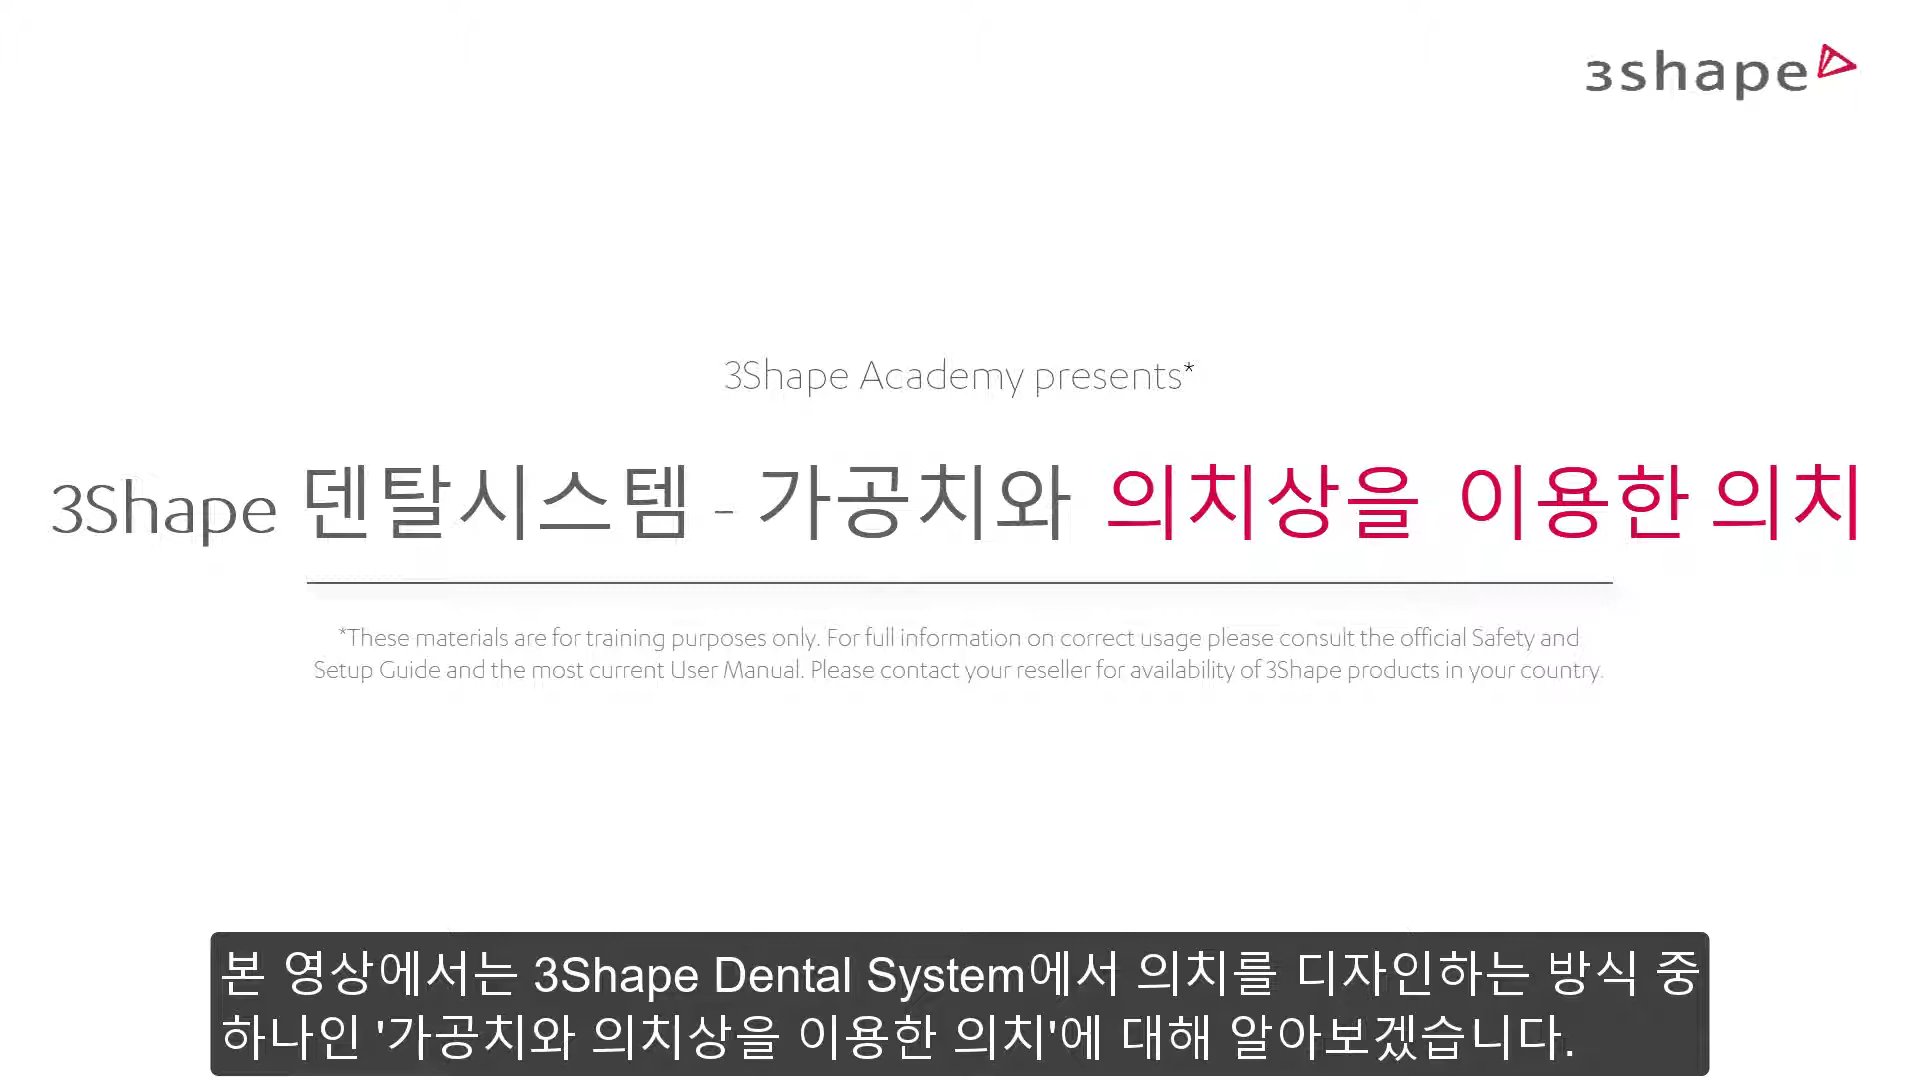 3shape
3Shape Academy presents*
3Shape 덴탈시스템 - 가공치와 의치상을 이용한 의치
*These materials are for training purposes only. For full information on correct usage please consult the official Safety and
Setup Guide and the most current User Manual. Please contact your reseller for availability of 3Shape products in your country.
본 영상에서는 3Shape Dental System에서 의치를 디자인하는 방식 중
하나인 '가공치와 의치상을 이용한 의치'에 대해 알아보겠습니다.